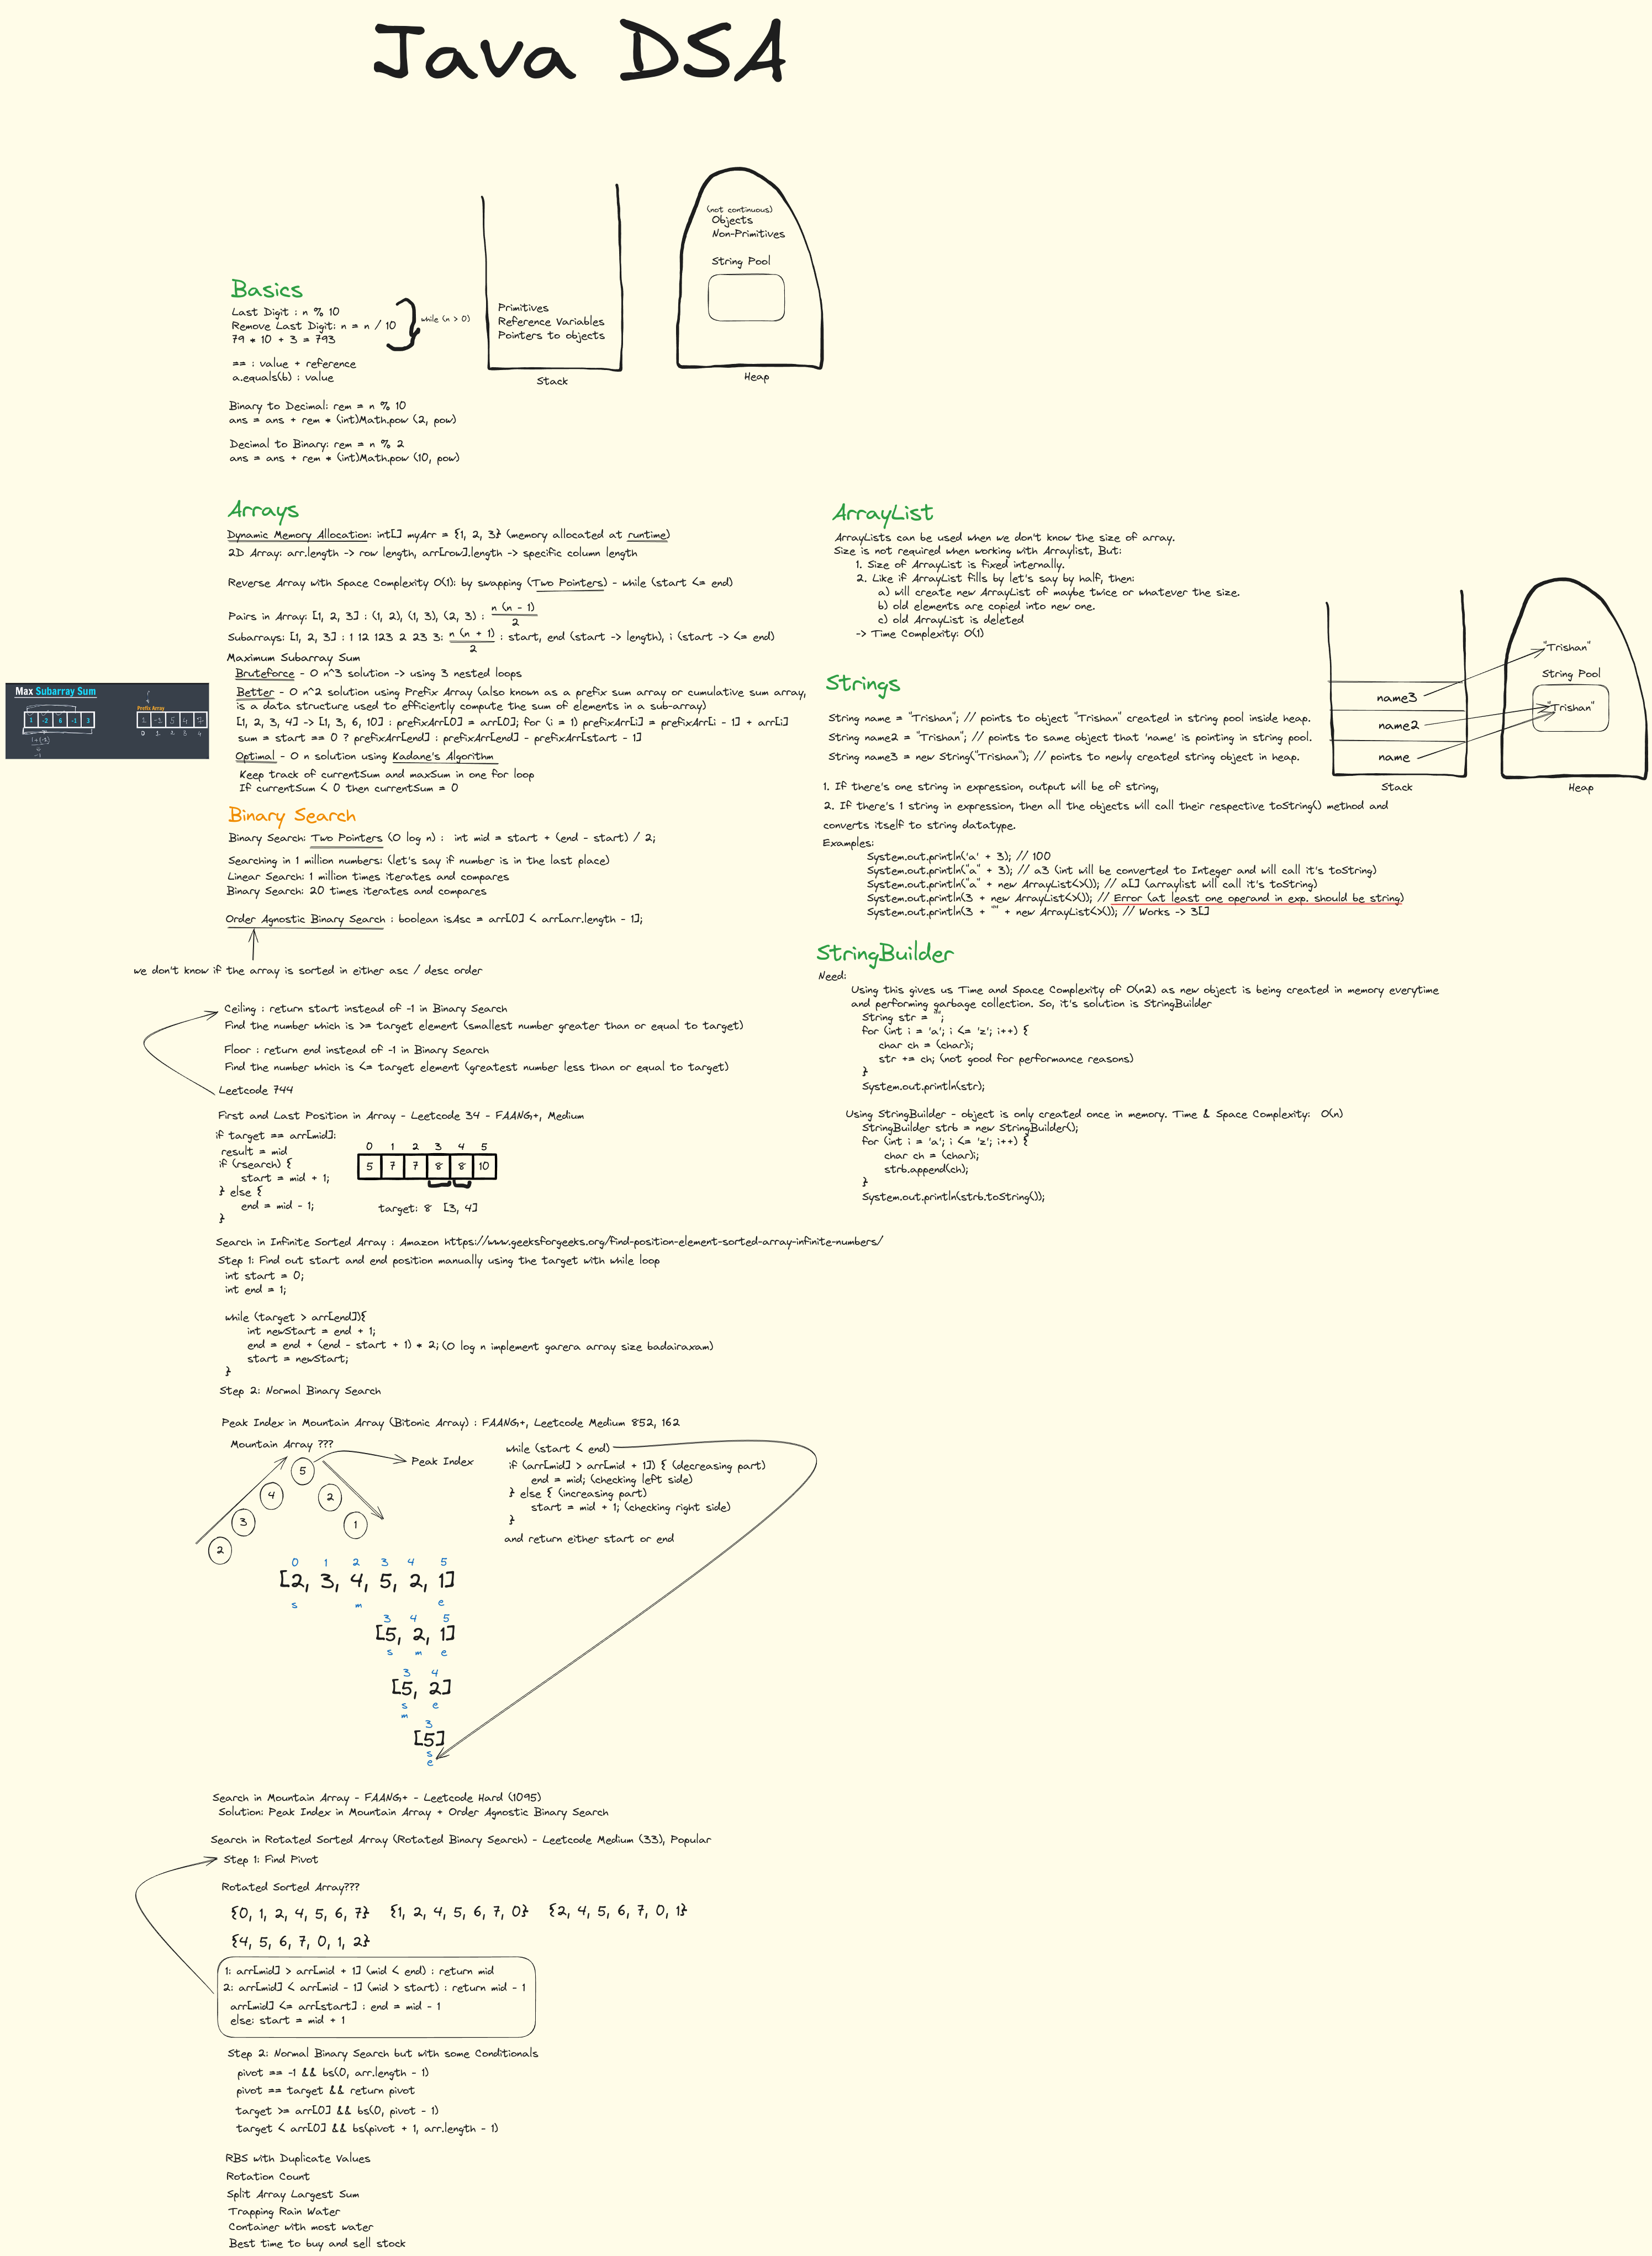 Java DSA
(not continuous)
Objects
Non-Primitives
String Pool
Heap
Primitives
Reference Variables
Pointers to objects
Stack
Basics
Last Digit : n % 10
Remove Last Digit: n = n / 10
79 * 10 + 3 = 793
while (n > 0)
== : value + reference
a.equals(b) : value
Binary to Decimal: rem = n % 10
ans = ans + rem * (int)Math.pow (2, pow)
Decimal to Binary: rem = n % 2
ans = ans + rem * (int)Math.pow (10, pow)
Arrays
Dynamic Memory Allocation: int[] myArr = {1, 2, 3} (memory allocated at runtime)
2D Array: arr.length -> row length, arr[row].length -> specific column length
Reverse Array with Space Complexity O(1): by swapping (Two Pointers) - while (start <= end)
Pairs in Array: [1, 2, 3] : (1, 2), (1, 3), (2, 3) : n (n - 1)
2
Subarrays: [1, 2, 3] : 1 12 123 2 23 3: n (n + 1) : start, end (start -> length), i (start -> <= end)
2
Maximum Subarray Sum
Bruteforce - O n^3 solution -> using 3 nested loops
Better - O n^2 solution using Prefix Array (also known as a prefix sum array or cumulative sum array,
is a data structure used to efficiently compute the sum of elements in a sub-array)
[1, 2, 3, 4] -> [1, 3, 6, 10] : prefixArr[0] = arr[0]; for (i = 1) prefixArr[i] = prefixArr[i - 1] + arr[i]
sum = start == 0 ? prefixArr[end] : prefixArr[end] - prefixArr[start - 1]
Optimal - O n solution using Kadane's Algorithm
Keep track of currentSum and maxSum in one for loop
If currentSum < 0 then currentSum = 0
Max Subarray Sum
1 -2 6 -1 3
Prefix Array
1 -1 5 4 7
0 1 2 3 4
Binary Search
Binary Search: Two Pointers (O log n) : int mid = start + (end - start) / 2;
Searching in 1 million numbers: (let's say if number is in the last place)
Linear Search: 1 million times iterates and compares
Binary Search: 20 times iterates and compares
Order Agnostic Binary Search : boolean isAsc = arr[0] < arr[arr.length - 1];
we don't know if the array is sorted in either asc / desc order
Ceiling : return start instead of -1 in Binary Search
Find the number which is >= target element (smallest number greater than or equal to target)
Floor : return end instead of -1 in Binary Search
Find the number which is <= target element (greatest number less than or equal to target)
Leetcode 744
First and Last Position in Array - Leetcode 34 - FAANG+, Medium
if target == arr[mid]:
result = mid
if (rsearch) {
start = mid + 1;
} else {
end = mid - 1;
}
0 1 2 3 4 5
5 7 7 8 8 10
target: 8 [3, 4]
Search in Infinite Sorted Array : Amazon https://www.geeksforgeeks.org/find-position-element-sorted-array-infinite-numbers/
Step 1: Find out start and end position manually using the target with while loop
int start = 0;
int end = 1;
while (target > arr[end]){
int newStart = end + 1;
end = end + (end - start + 1) * 2; (O log n implement garera array size badairaxam)
start = newStart;
}
Step 2: Normal Binary Search
Peak Index in Mountain Array (Bitonic Array) : FAANG+, Leetcode Medium 852, 162
Mountain Array ???
Peak Index
5
4
2
3
1
2
while (start < end)
if (arr[mid] > arr[mid + 1]) { (decreasing part)
end = mid; (checking left side)
} else { (increasing part)
start = mid + 1; (checking right side)
}
and return either start or end
0 1 2 3 4 5
[2, 3, 4, 5, 2, 1]
s m e
3 4 5
[5, 2, 1]
s m e
3 4
[5, 2]
s e
m
3
[5]
s
e
Search in Mountain Array - FAANG+ - Leetcode Hard (1095)
Solution: Peak Index in Mountain Array + Order Agnostic Binary Search
Search in Rotated Sorted Array (Rotated Binary Search) - Leetcode Medium (33), Popular
Step 1: Find Pivot
Rotated Sorted Array???
{0, 1, 2, 4, 5, 6, 7} {1, 2, 4, 5, 6, 7, 0} {2, 4, 5, 6, 7, 0, 1}
{4, 5, 6, 7, 0, 1, 2}
1: arr[mid] > arr[mid + 1] (mid < end) : return mid
2: arr[mid] < arr[mid - 1] (mid > start) : return mid - 1
arr[mid] <= arr[start] : end = mid - 1
else: start = mid + 1
Step 2: Normal Binary Search but with some Conditionals
pivot == -1 && bs(0, arr.length - 1)
pivot == target && return pivot
target >= arr[0] && bs(0, pivot - 1)
target < arr[0] && bs(pivot + 1, arr.length - 1)
RBS with Duplicate Values
Rotation Count
Split Array Largest Sum
Trapping Rain Water
Container with most water
Best time to buy and sell stock
ArrayList
ArrayLists can be used when we don't know the size of array.
Size is not required when working with Arraylist, But:
1. Size of ArrayList is fixed internally.
2. Like if ArrayList fills by let's say by half, then:
a) will create new ArrayList of maybe twice or whatever the size.
b) old elements are copied into new one.
c) old ArrayList is deleted
-> Time Complexity: O(1)
Strings
String name = "Trishan"; // points to object "Trishan" created in string pool inside heap.
String name2 = "Trishan"; // points to same object that 'name' is pointing in string pool.
String name3 = new String("Trishan"); // points to newly created string object in heap.
name3
name2
name
Stack
"Trishan"
String Pool
"Trishan"
Heap
1. If there's one string in expression, output will be of string,
2. If there's 1 string in expression, then all the objects will call their respective toString() method and
converts itself to string datatype.
Examples:
System.out.println('a' + 3); // 100
System.out.println("a" + 3); // a3 (int will be converted to Integer and will call it's toString)
System.out.println("a" + new ArrayList<>()); // a[] (arraylist will call it's toString)
System.out.println(3 + new ArrayList<>()); // Error (at least one operand in exp. should be string)
System.out.println(3 + "" + new ArrayList<>()); // Works -> 3[]
StringBuilder
Need:
Using this gives us Time and Space Complexity of O(n2) as new object is being created in memory everytime
and performing garbage collection. So, it's solution is StringBuilder
String str = "";
for (int i = 'a'; i <= 'z'; i++) {
char ch = (char)i;
str += ch; (not good for performance reasons)
}
System.out.println(str);
Using StringBuilder - object is only created once in memory. Time & Space Complexity: O(n)
StringBuilder strb = new StringBuilder();
for (int i = 'a'; i <= 'z'; i++) {
char ch = (char)i;
strb.append(ch);
}
System.out.println(strb.toString());